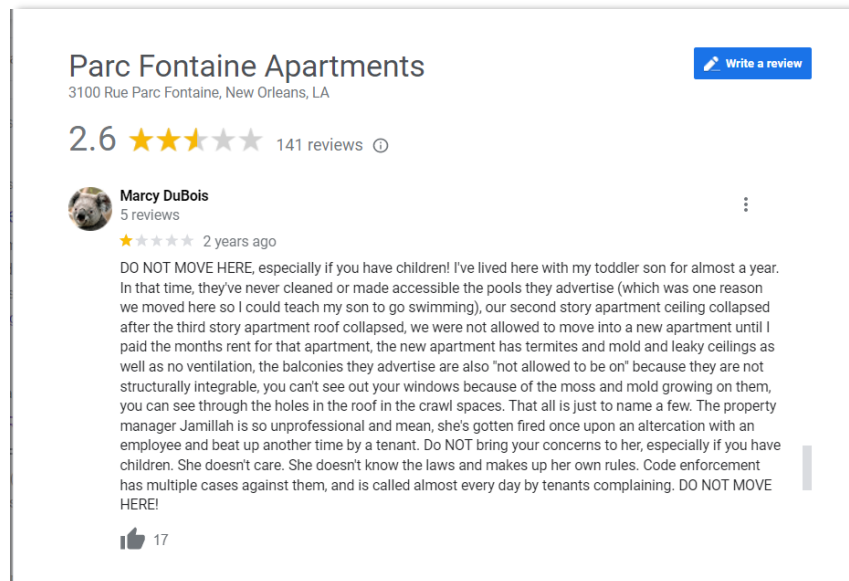 Parc Fontaine Apartments
Write a review
3100 Rue Parc Fontaine, New Orleans, LA
2.6
141 reviews
Marcy DuBois
5 reviews
2 years ago
DO NOT MOVE HERE, especially if you have children! I've lived here with my toddler son for almost a year.
In that time, they've never cleaned or made accessible the pools they advertise (which was one reason
we moved here so I could teach my son to go swimming), our second story apartment ceiling collapsed
after the third story apartment roof collapsed, we were not allowed to move into a new apartment until I
paid the months rent for that apartment, the new apartment has termites and mold and leaky ceilings as
well as no ventilation, the balconies they advertise are also "not allowed to be on" because they are not
structurally integrable, you can't see out your windows because of the moss and mold growing on them,
you can see through the holes in the roof in the crawl spaces. That all is just to name a few. The property
manager Jamillah is so unprofessional and mean, she's gotten fired once upon an altercation with an
employee and beat up another time by a tenant. Do NOT bring your concerns to her, especially if you have
children. She doesn't care. She doesn't know the laws and makes up her own rules. Code enforcement
has multiple cases against them, and is called almost every day by tenants complaining. DO NOT MOVE
HERE!
17